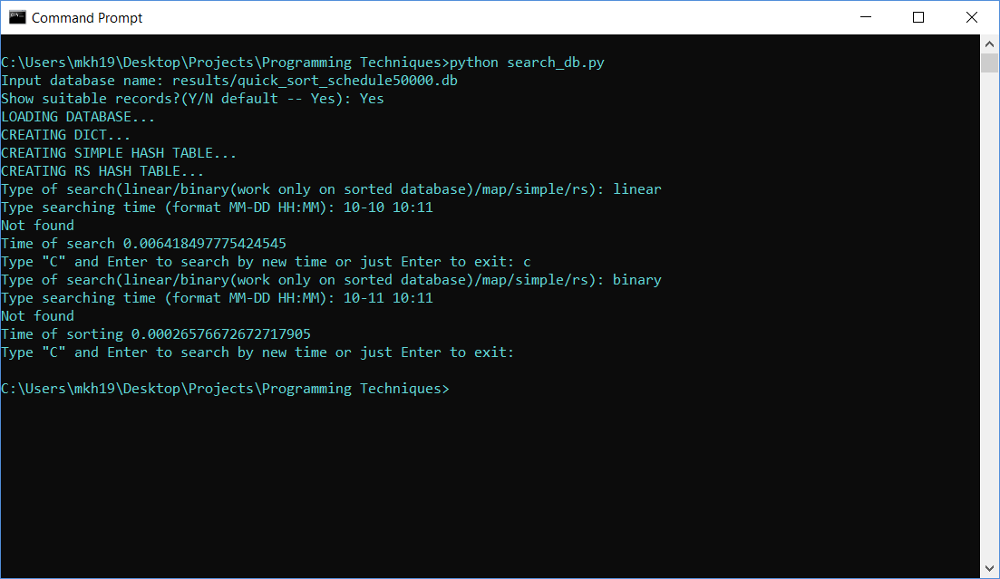 Command Prompt
C:\Users\mkh19\Desktop\Projects\Programming Techniques>python search_db.py
Input database name: results/quick_sort_schedule50000.db
Show suitable records?(Y/N default -- Yes): Yes
LOADING DATABASE...
CREATING DICT...
CREATING SIMPLE HASH TABLE...
CREATING RS HASH TABLE...
Type of search(linear/binary(work only on sorted database)/map/simple/rs): linear
Type searching time (format MM-DD HH:MM): 10-10 10:11
Not found
Time of search 0.006418497775424545
Type "C" and Enter to search by new time or just Enter to exit: c
Type of search(linear/binary(work only on sorted database)/map/simple/rs): binary
Type searching time (format MM-DD HH:MM): 10-11 10:11
Not found
Time of sorting 0.00026576672672717905
Type "C" and Enter to search by new time or just Enter to exit:
C:\Users\mkh19\Desktop\Projects\Programming Techniques>